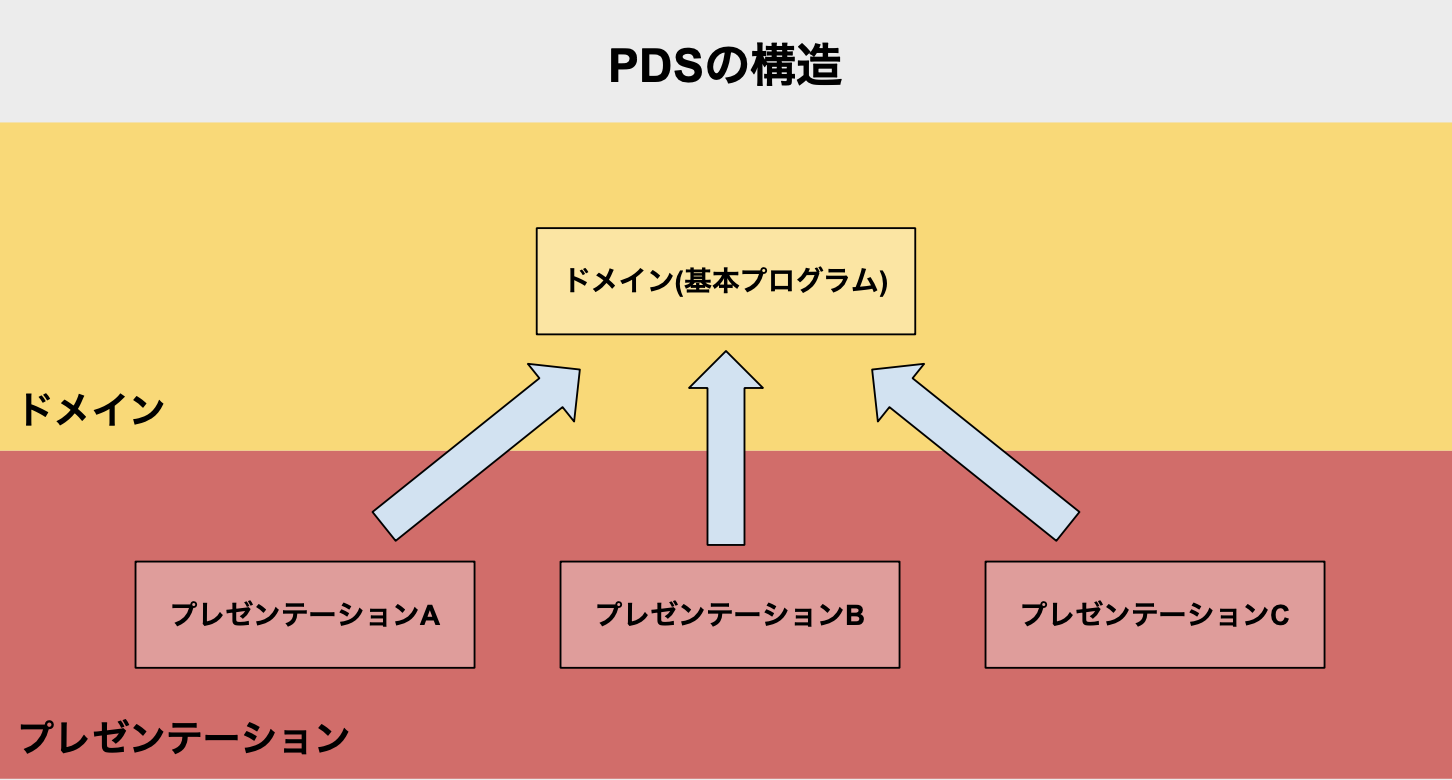 PDSの構造
ドメイン(基本プログラム)
ドメイン
プレゼンテーションA
プレゼンテーションB
プレゼンテーションC
プレゼンテーション